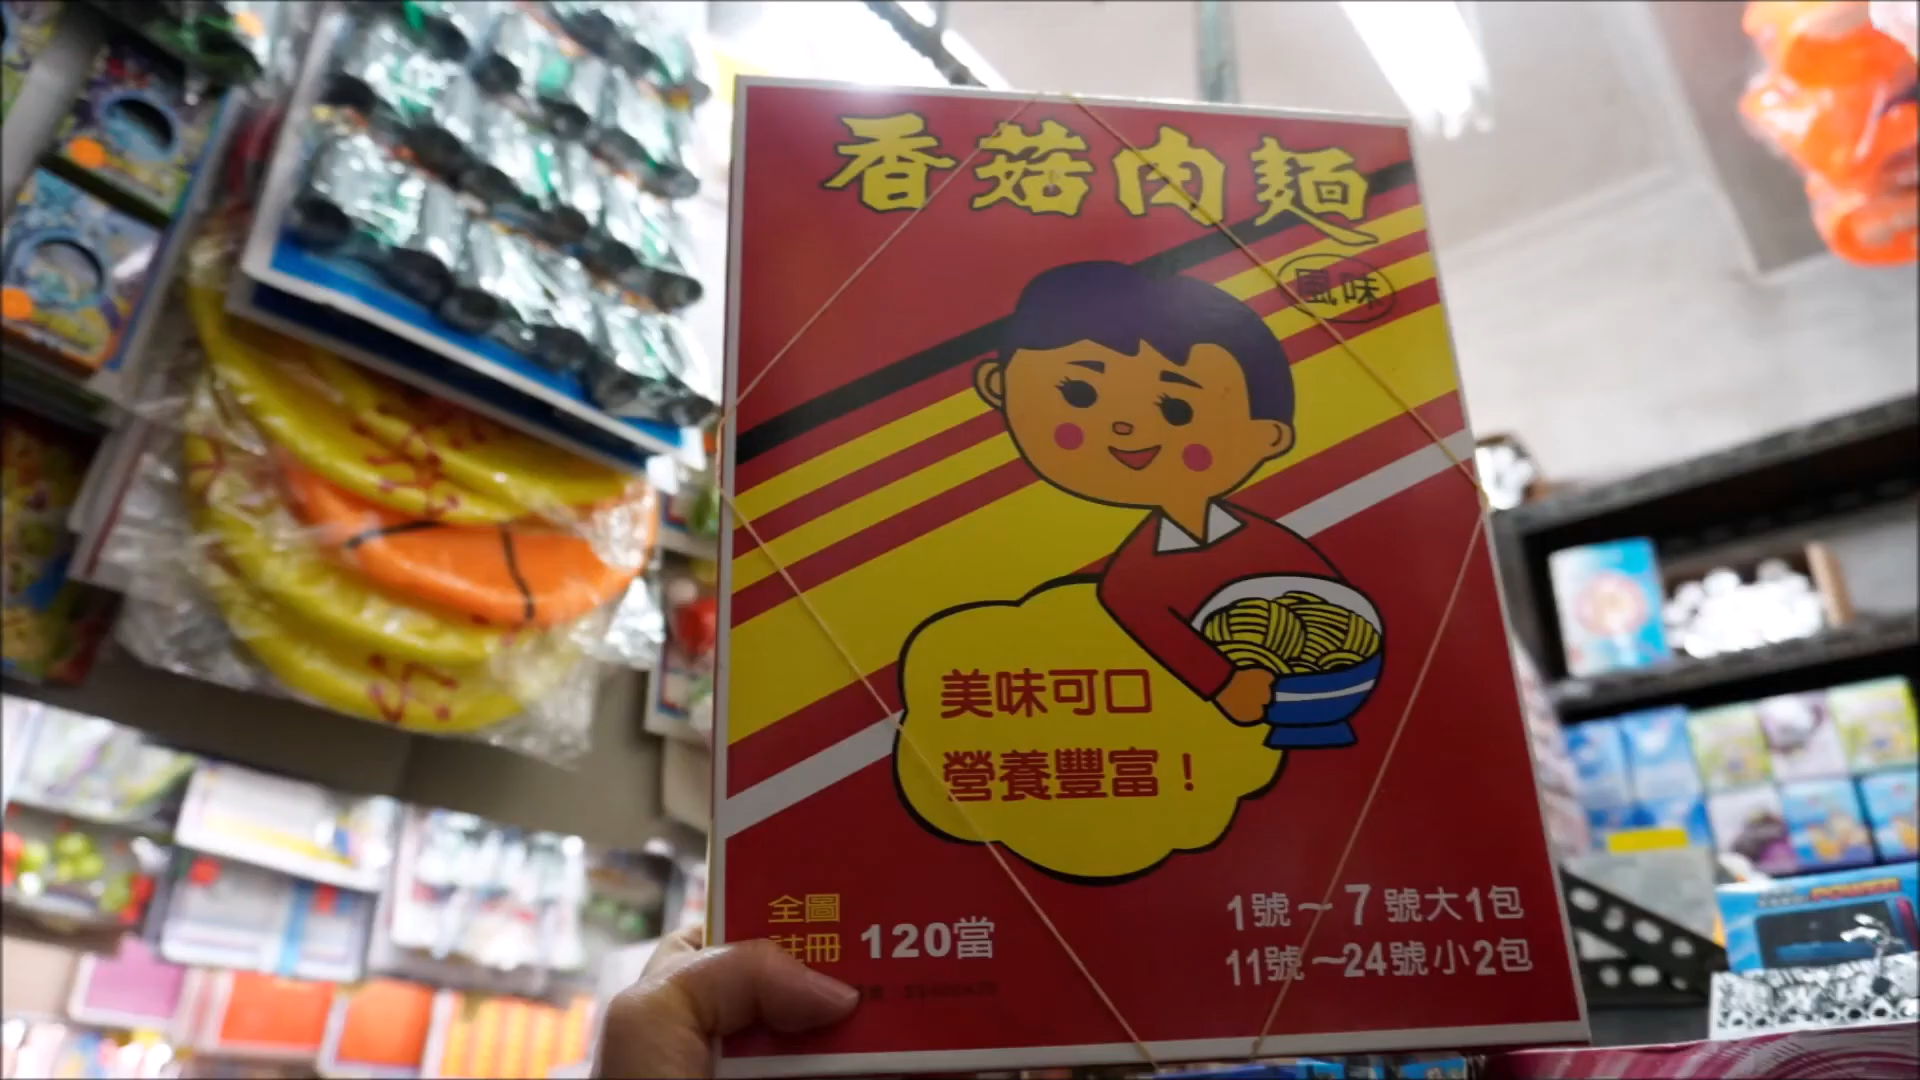 香菇肉麵
風味
美味可口
營養豐富！
全圖
註冊
120當
1號～7號大1包
11號～24號小2包
POWER